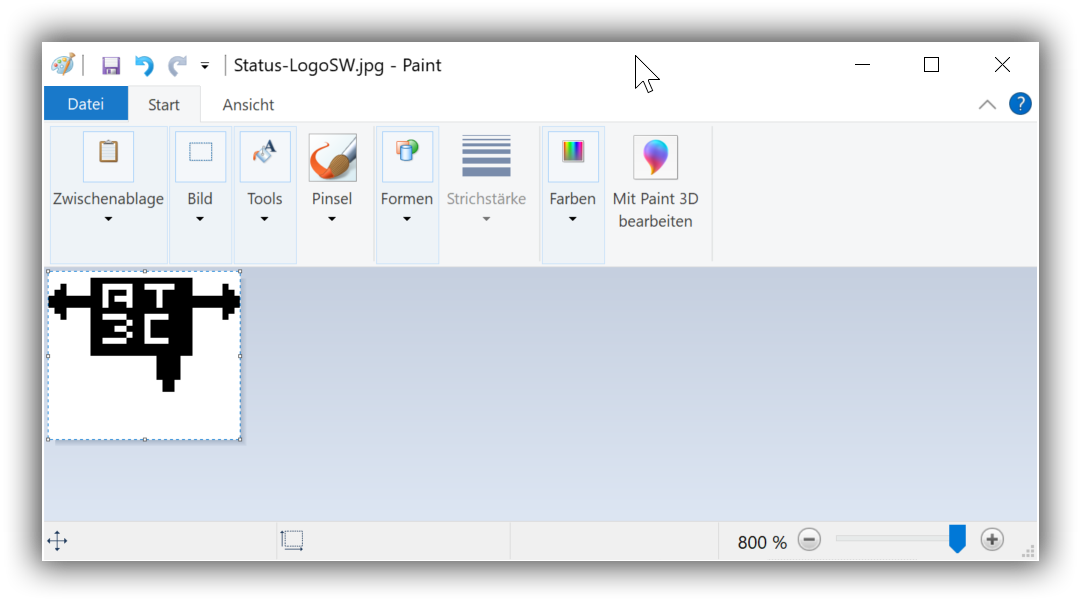 Status-LogoSW.jpg - Paint
Datei Start Ansicht
?
Zwischenablage Bild Tools Pinsel Formen Strichstärke Farben Mit Paint 3D
bearbeiten
AT
3C
800 %